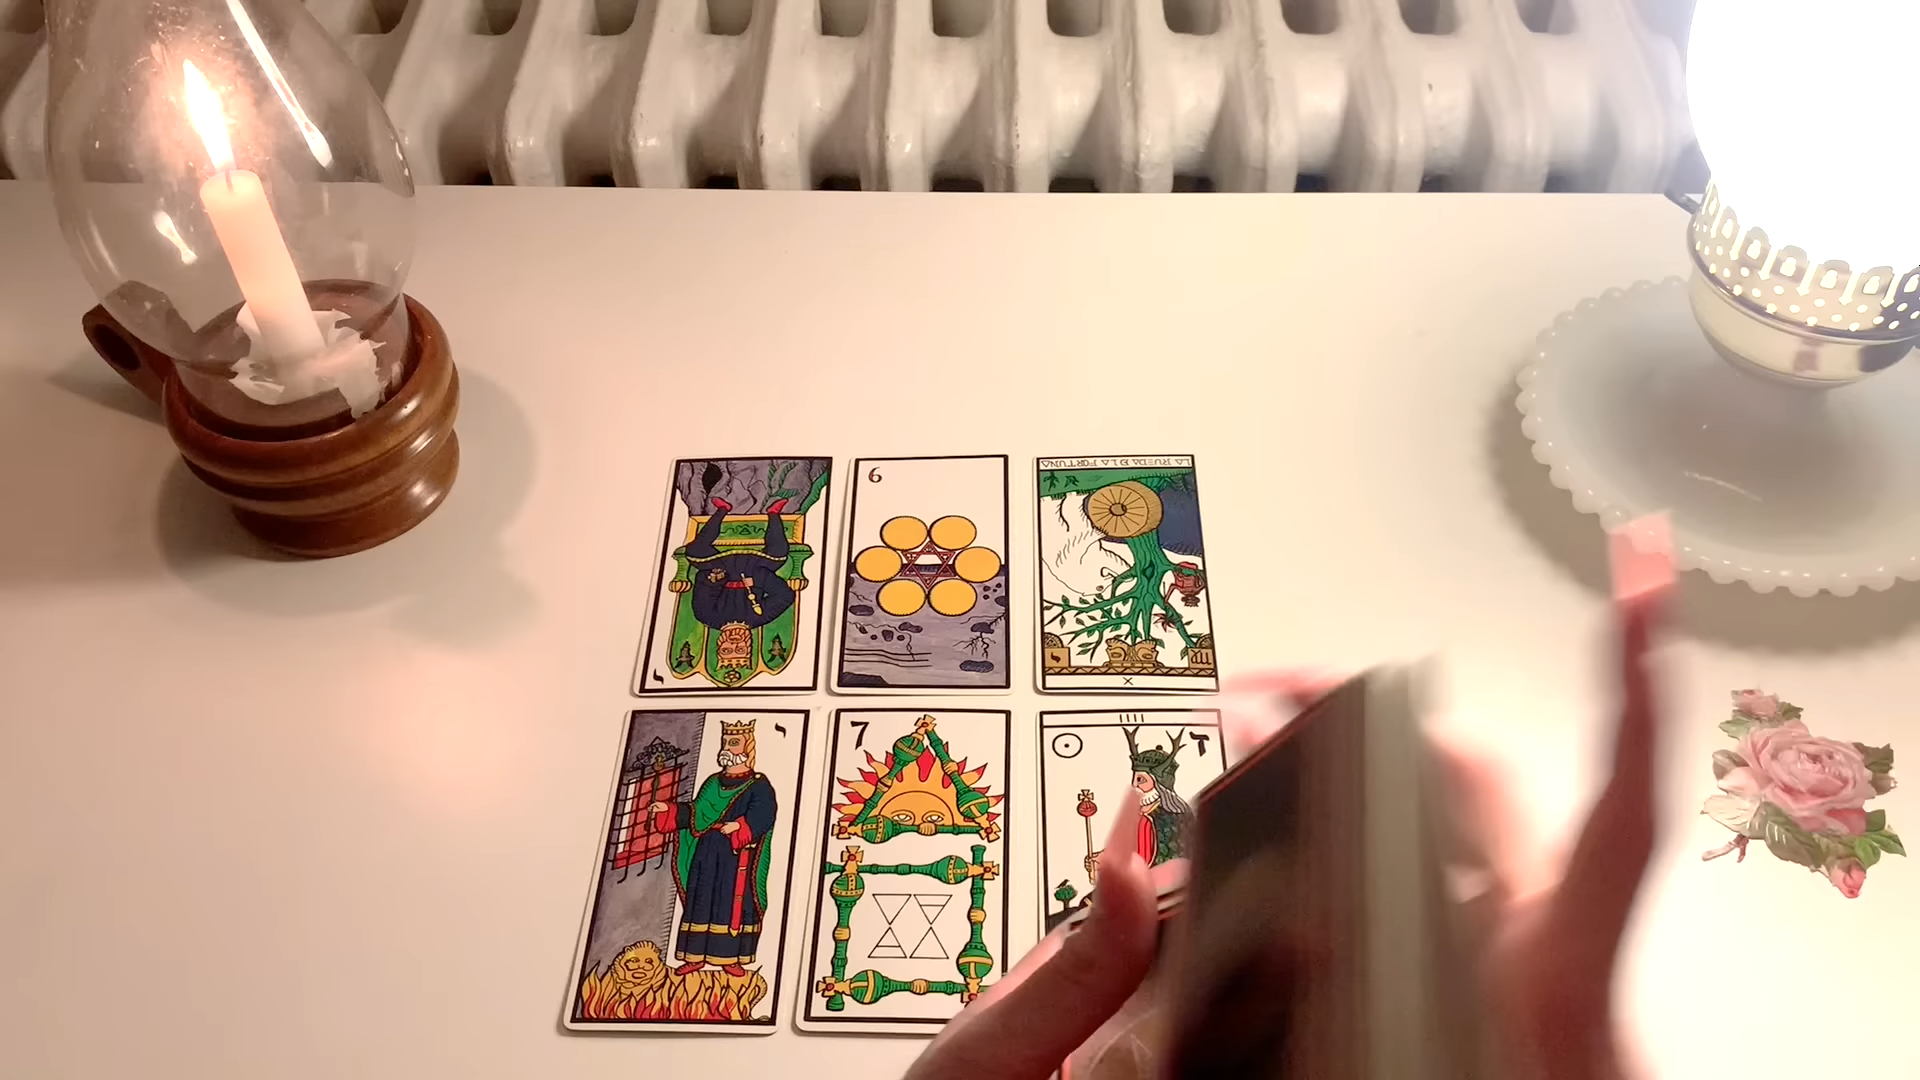 6
LA RUEDA D LA FORTUNA
X
י
7
IIII
ד
י